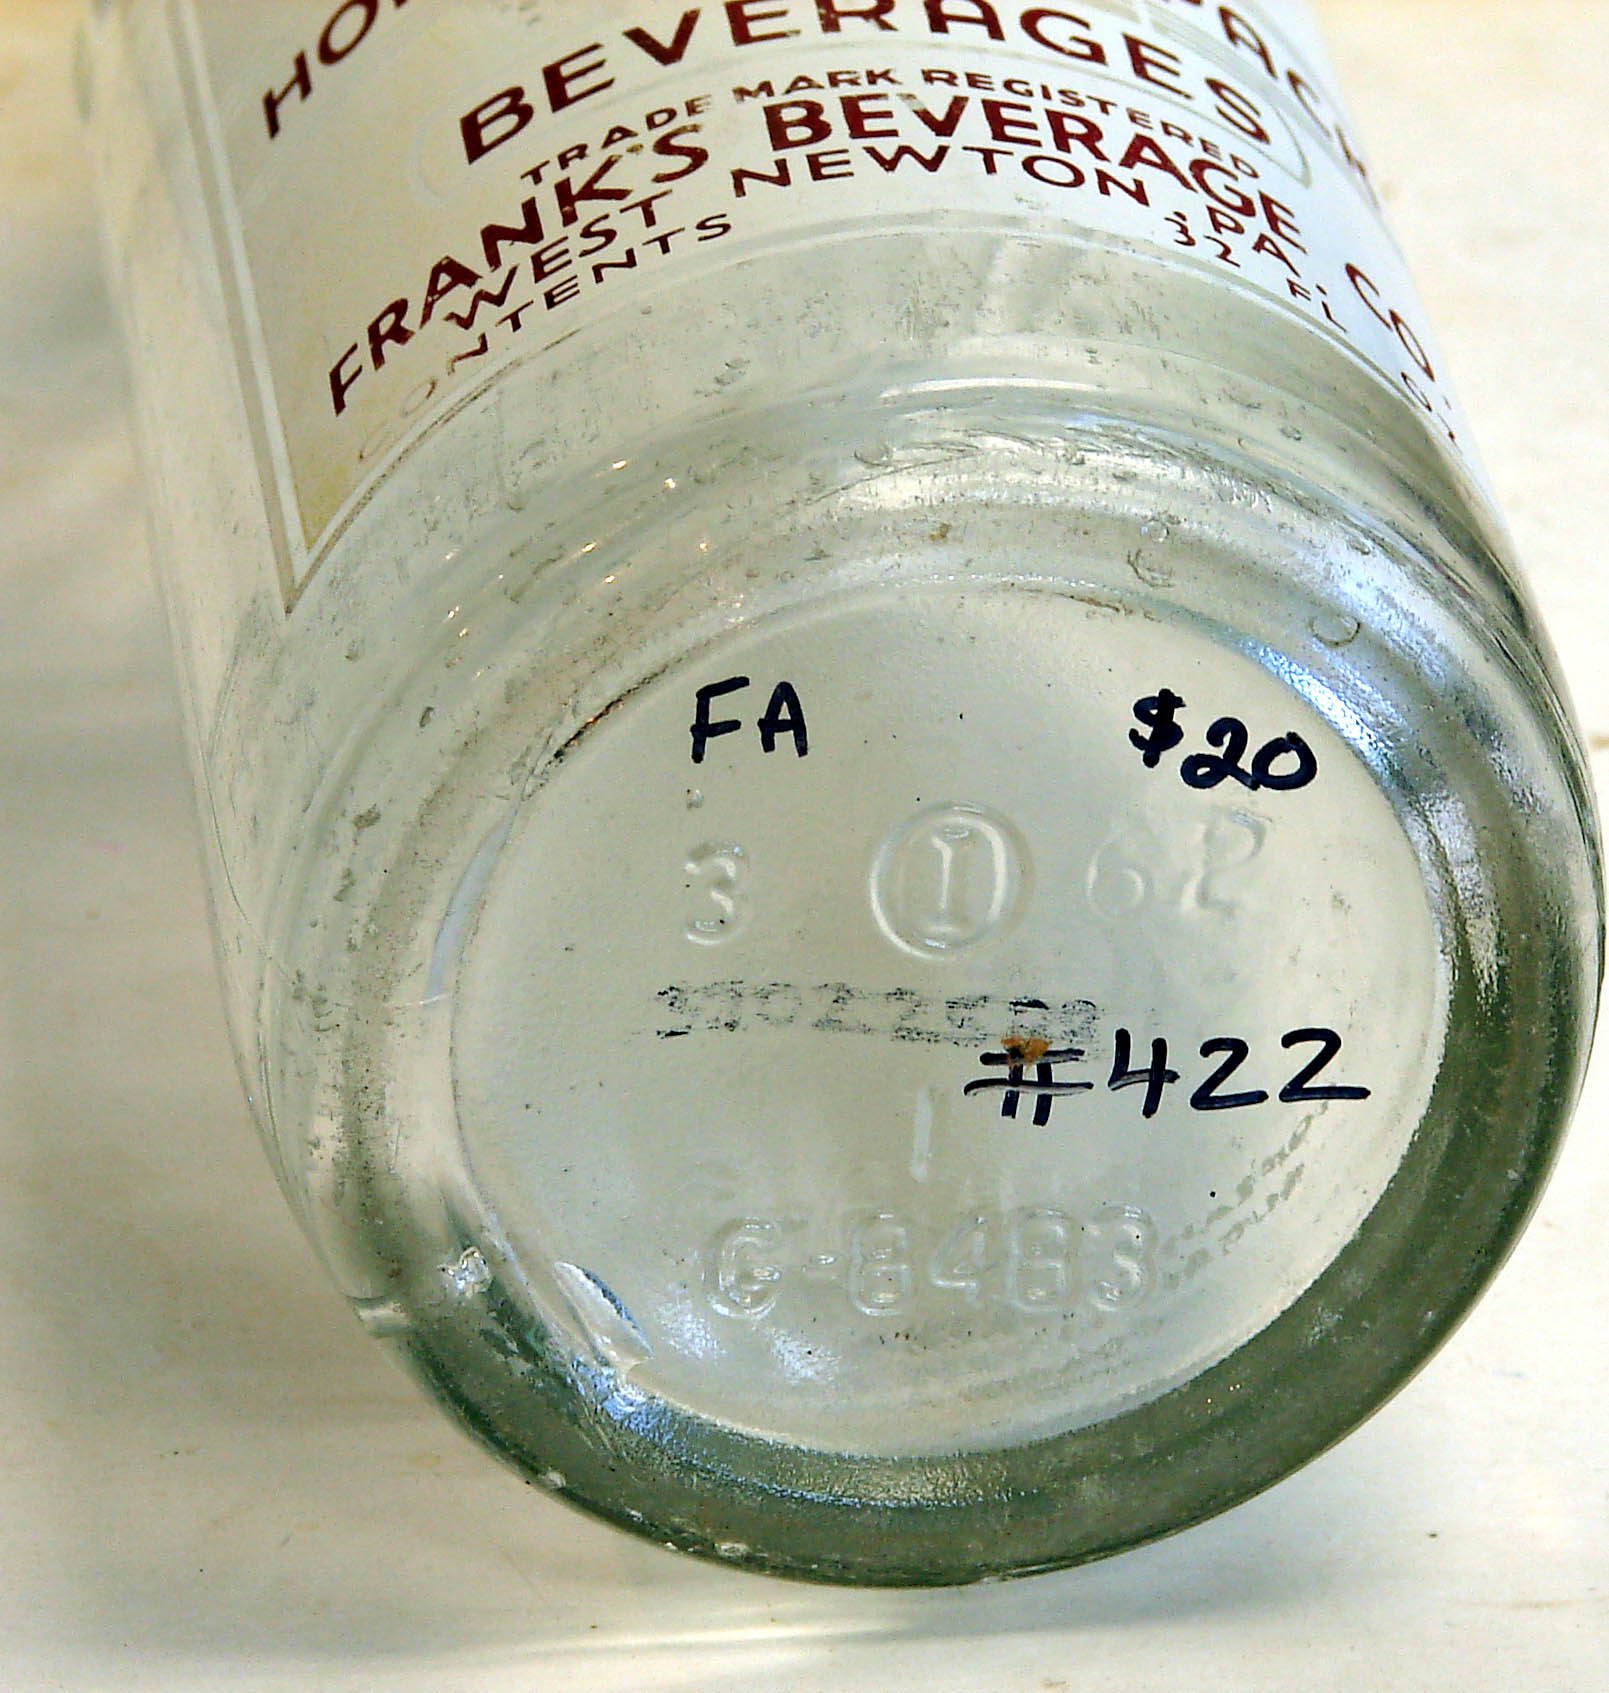 BEVERAGES
TRADE MARK REGISTERED
FRANK'S BEVERAGE
WEST NEWTON, PA.
CONTENTS 32 FL
FA $20
3 1 62
#422
G-8483